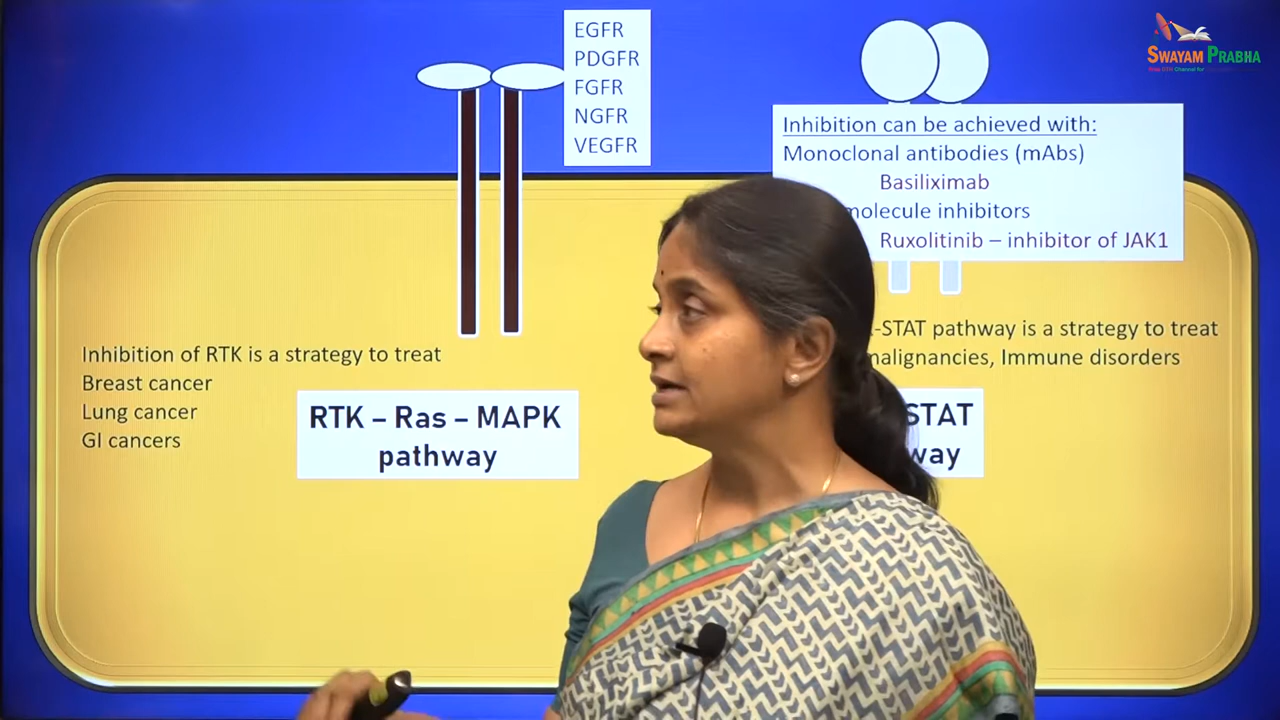 EGFR
PDGFR
FGFR
NGFR
VEGFR
SWAYAM PRABHA
Inhibition can be achieved with:
Monoclonal antibodies (mAbs)
Basiliximab
molecule inhibitors
Ruxolitinib – inhibitor of JAK1
Inhibition of RTK is a strategy to treat
Breast cancer
Lung cancer
GI cancers
RTK – Ras – MAPK
pathway
-STAT pathway is a strategy to treat
malignancies, Immune disorders
STAT
way